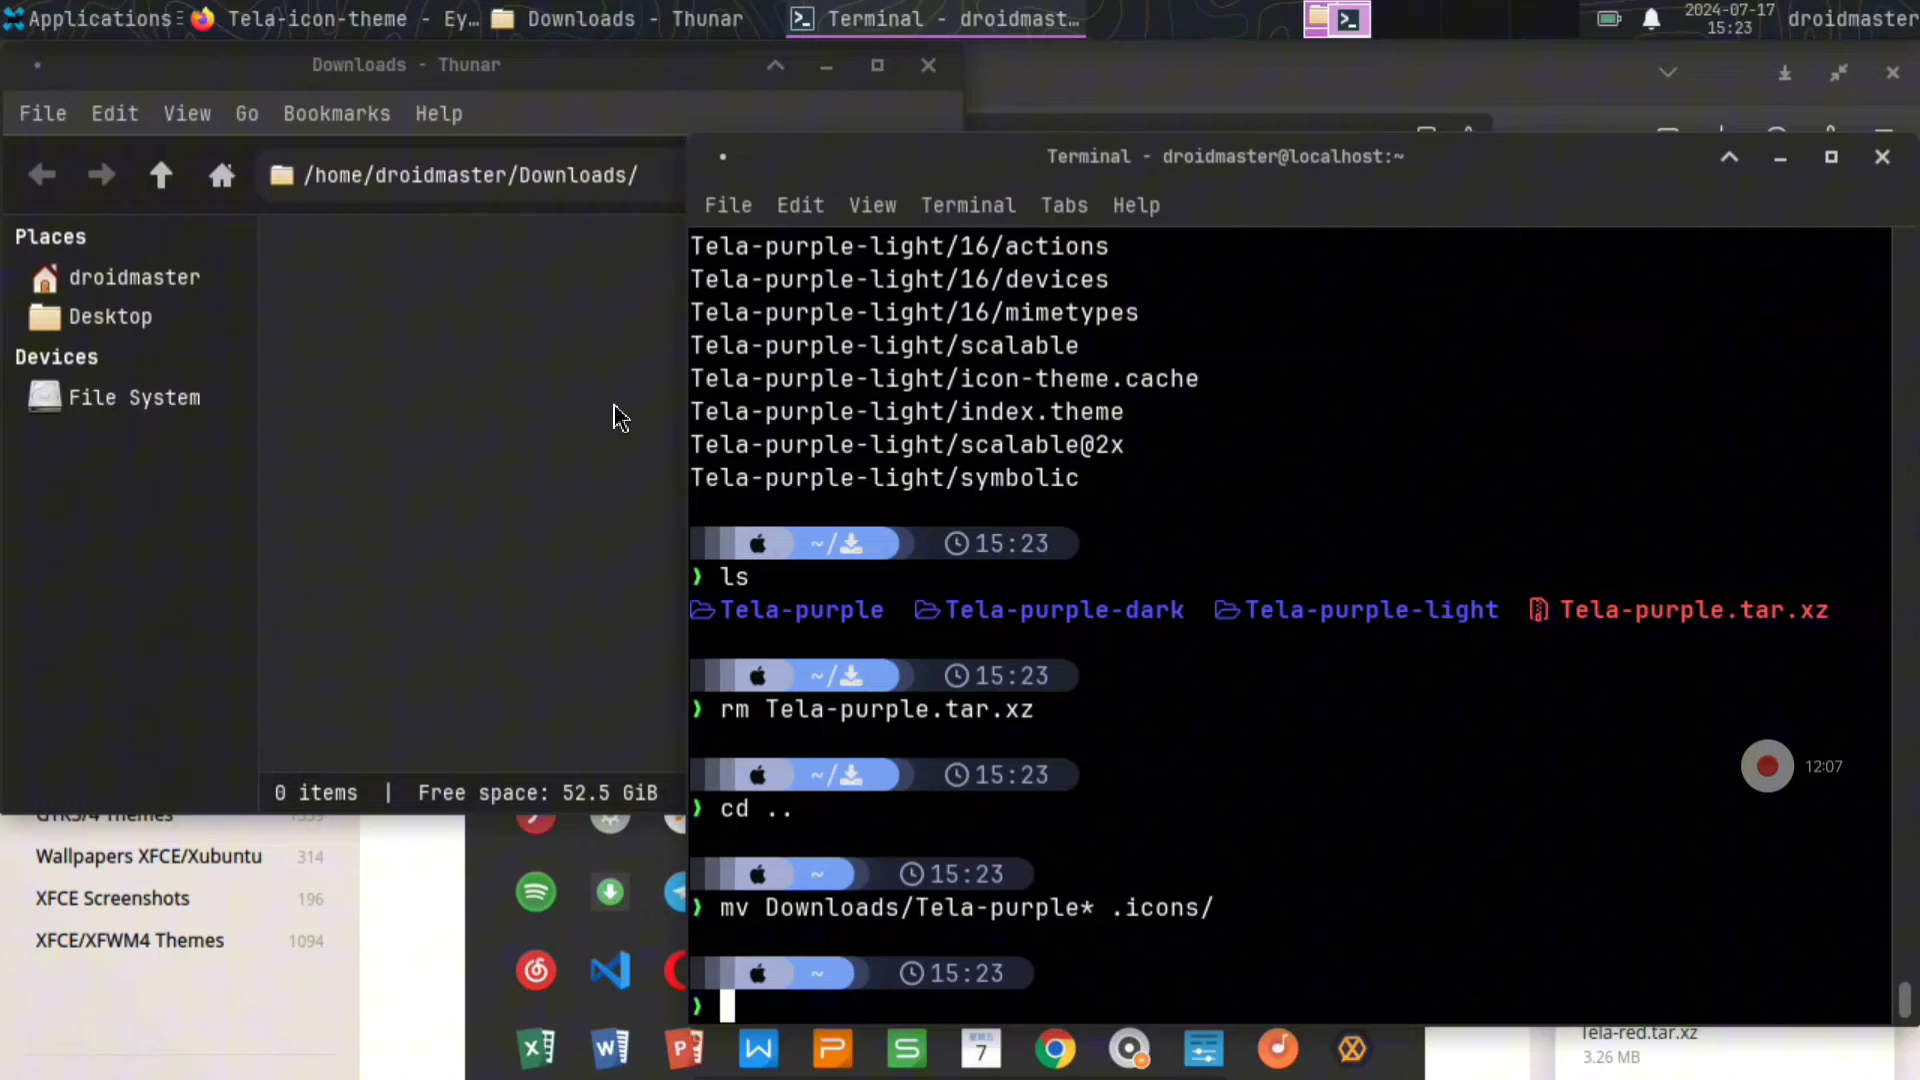 Applications
Tela-icon-theme - Ey…
Downloads - Thunar
Terminal - droidmast…
2024-07-17
15:23
droidmaster
Downloads - Thunar
File Edit View Go Bookmarks Help
/home/droidmaster/Downloads/
Places
droidmaster
Desktop
Devices
File System
0 items | Free space: 52.5 GiB
Terminal - droidmaster@localhost:~
File Edit View Terminal Tabs Help
Tela-purple-light/16/actions
Tela-purple-light/16/devices
Tela-purple-light/16/mimetypes
Tela-purple-light/scalable
Tela-purple-light/icon-theme.cache
Tela-purple-light/index.theme
Tela-purple-light/scalable@2x
Tela-purple-light/symbolic
~/ 15:23
❯ ls
Tela-purple Tela-purple-dark Tela-purple-light Tela-purple.tar.xz
~/ 15:23
❯ rm Tela-purple.tar.xz
~/ 15:23
❯ cd ..
~ 15:23
❯ mv Downloads/Tela-purple* .icons/
~ 15:23
❯
12:07
GTK3/4 Themes
Wallpapers XFCE/Xubuntu 314
XFCE Screenshots 196
XFCE/XFWM4 Themes 1094
7
Tela-red.tar.xz
3.26 MB